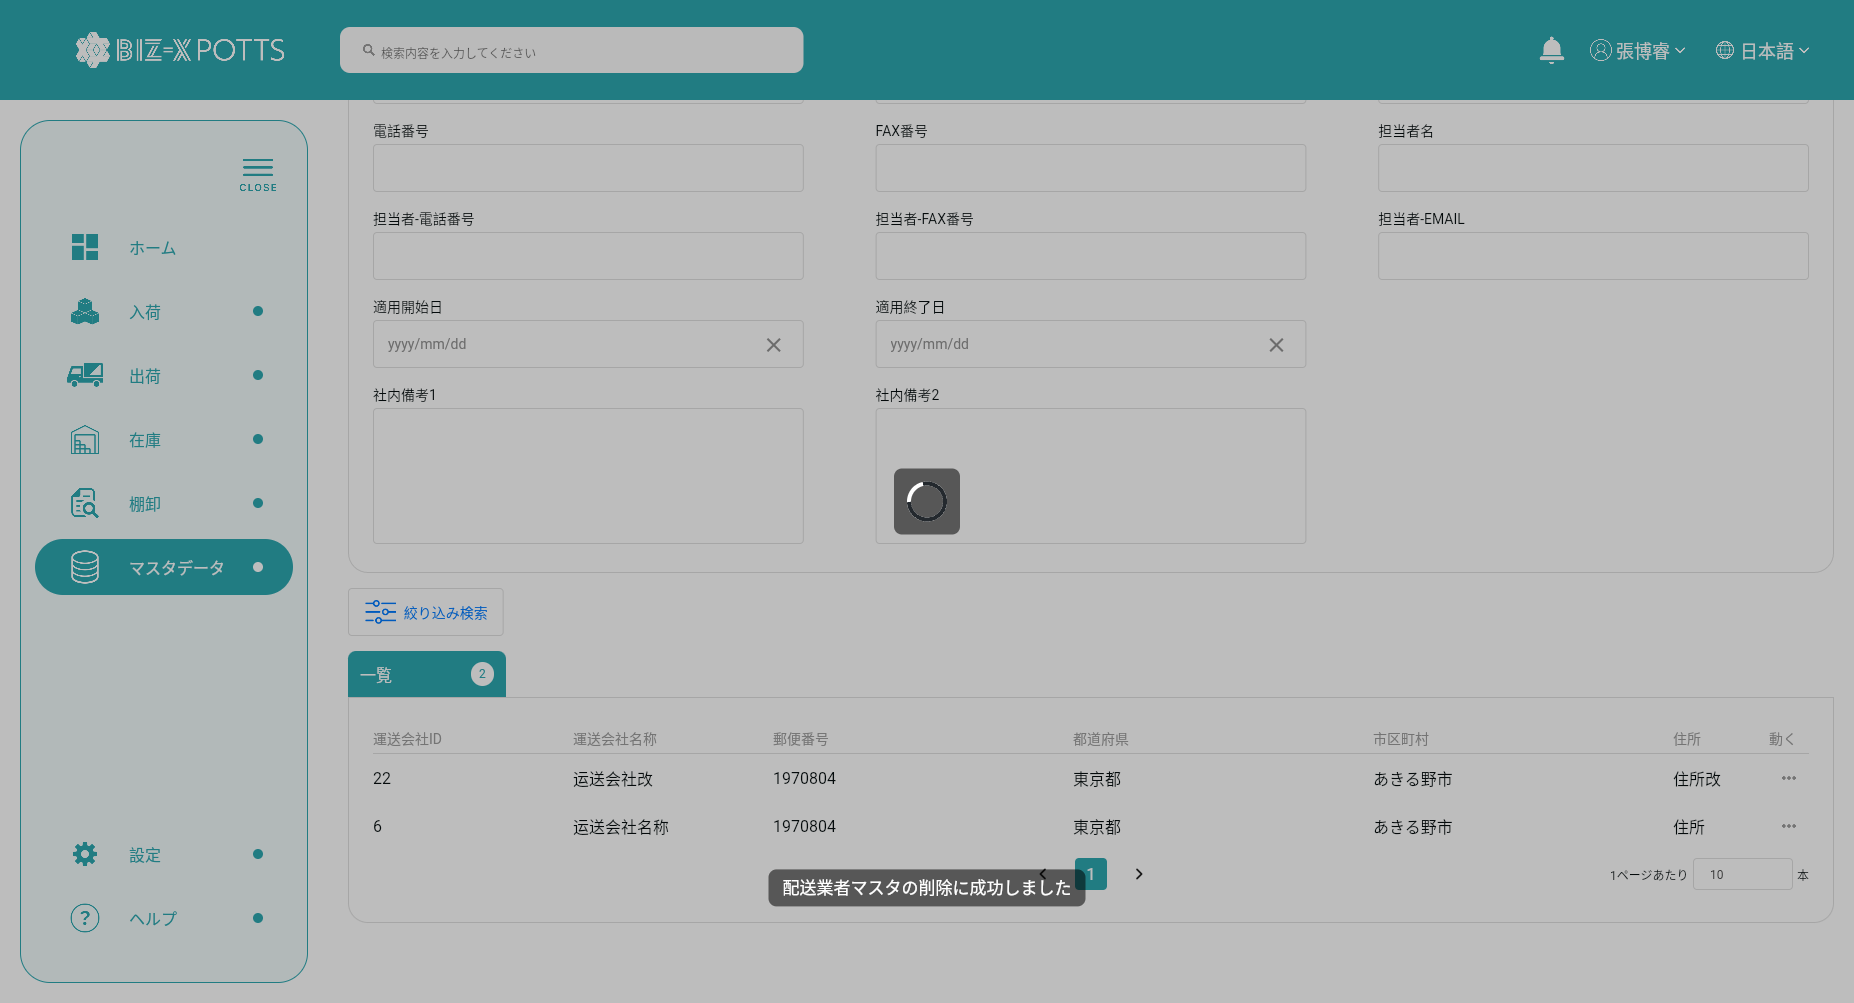 BIZ=X POTTS
検索内容を入力してください
張博睿
日本語
CLOSE
ホーム
入荷
出荷
在庫
棚卸
マスタデータ
設定
ヘルプ
電話番号
FAX番号
担当者名
担当者-電話番号
担当者-FAX番号
担当者-EMAIL
適用開始日
適用終了日
yyyy/mm/dd
yyyy/mm/dd
社内備考1
社内備考2
絞り込み検索
一覧 2
運送会社ID 運送会社名称 郵便番号 都道府県 市区町村 住所 動く
22 运送会社改 1970804 東京都 あきる野市 住所改
6 运送会社名称 1970804 東京都 あきる野市 住所
1
1ページあたり 10 本
配送業者マスタの削除に成功しました